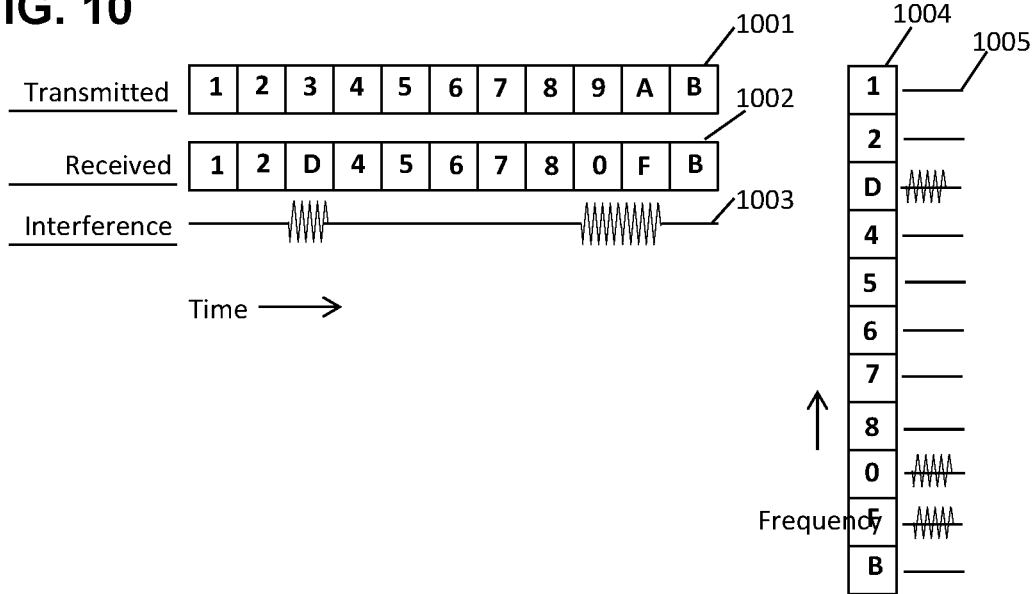 IG. 10
1001
Transmitted 1 2 3 4 5 6 7 8 9 A B
1002
Received 1 2 D 4 5 6 7 8 0 F B
Interference
1003
Time
1004
1005
1
2
D
4
5
6
7
8
0
Frequency F
B